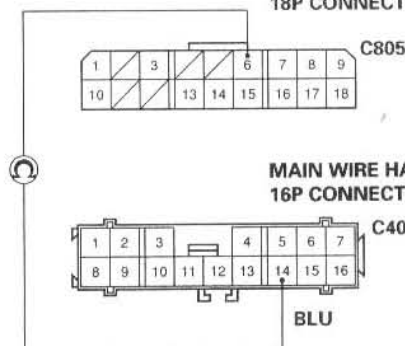 18P CONNECT
C805
1 3 6 7 8 9
10 13 14 15 16 17 18
Ω
MAIN WIRE HA
16P CONNECT
C40
1 2 3 4 5 6 7
8 9 10 11 12 13 14 15 16
BLU